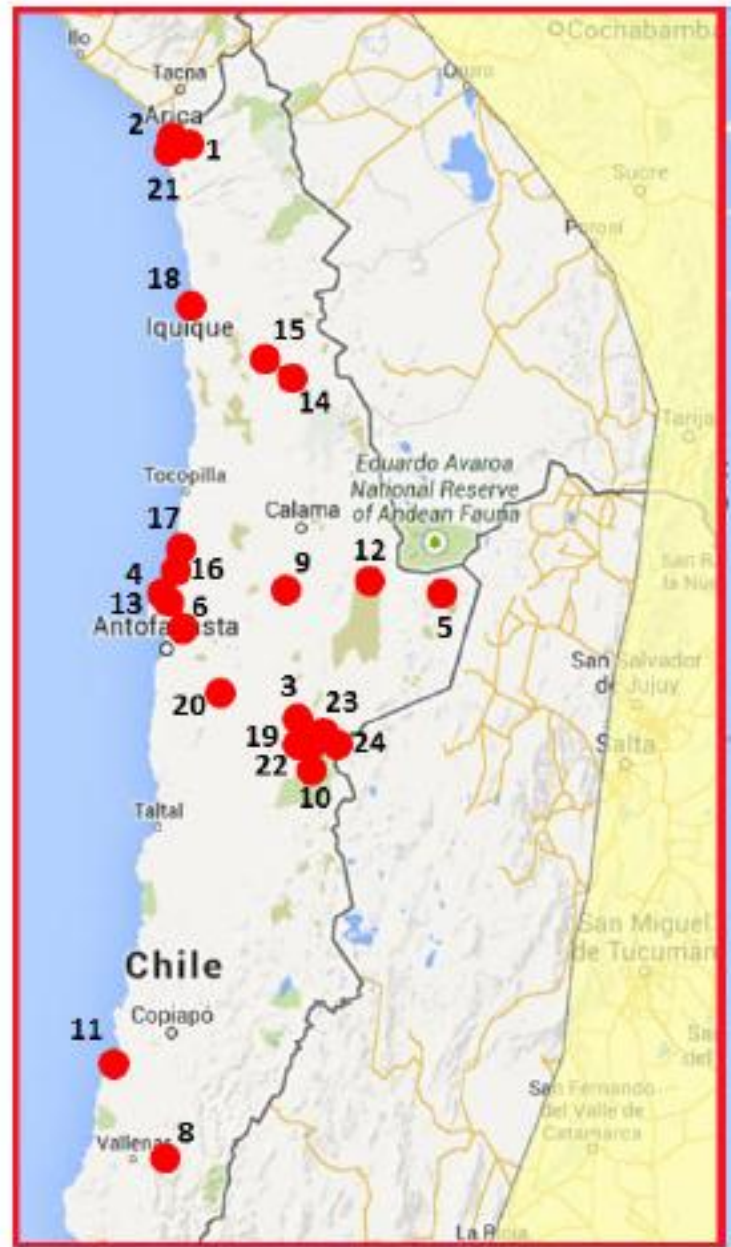 Ilo
Cochabamba
Tacna
Oruro
Arica
2
1
21
Sucre
Potosí
18
Iquique
15
14
Tarija
Eduardo Avaroa
National Reserve
of Andean Fauna
Tocopilla
Calama
17
16
9
12
4
13
6
5
Antofagasta
San Salvador
de Jujuy
20
3
23
19
24
Salta
22
10
Taltal
San Miguel
de Tucumán
Chile
Copiapó
11
San Fernando
del Valle de
Catamarca
8
Vallenar
La Rioja